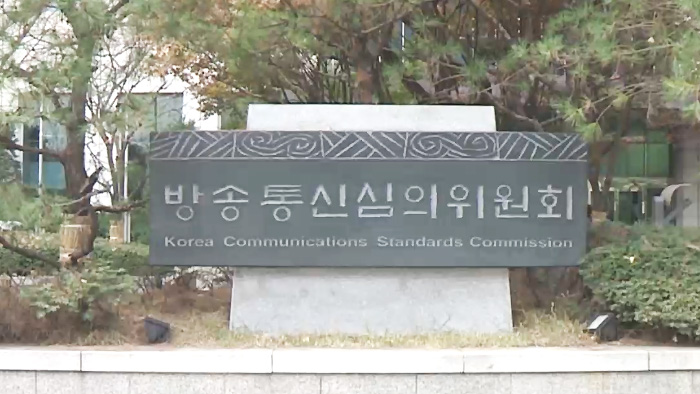 방송통신심의위원회
Korea Communications Standards Commission